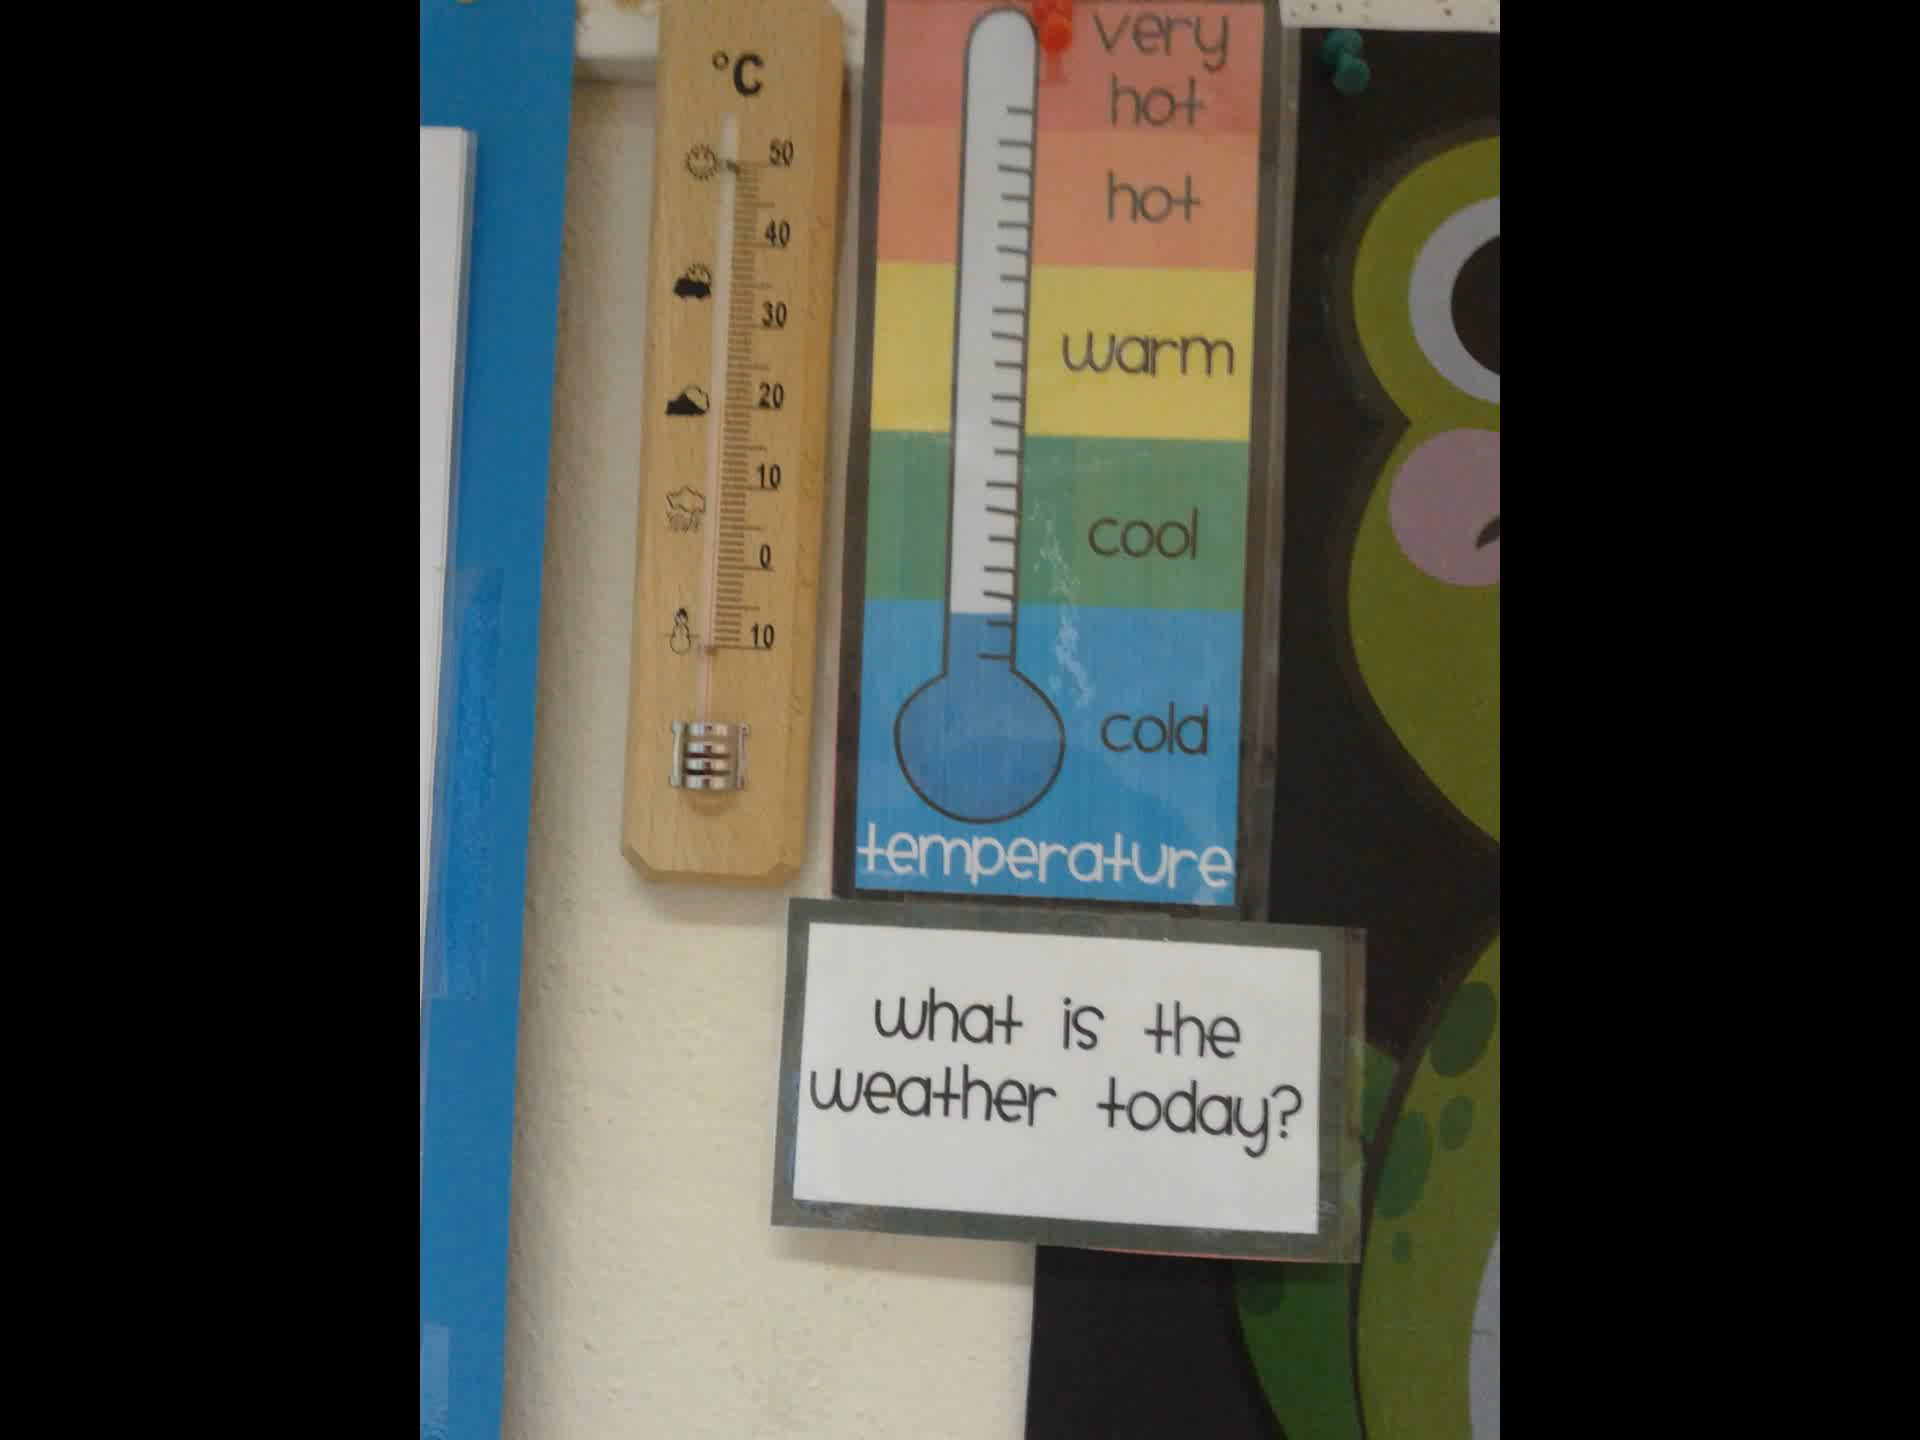 °C
50
40
30
20
10
0
10
very
hot
hot
warm
cool
cold
temperature
what is the
weather today?